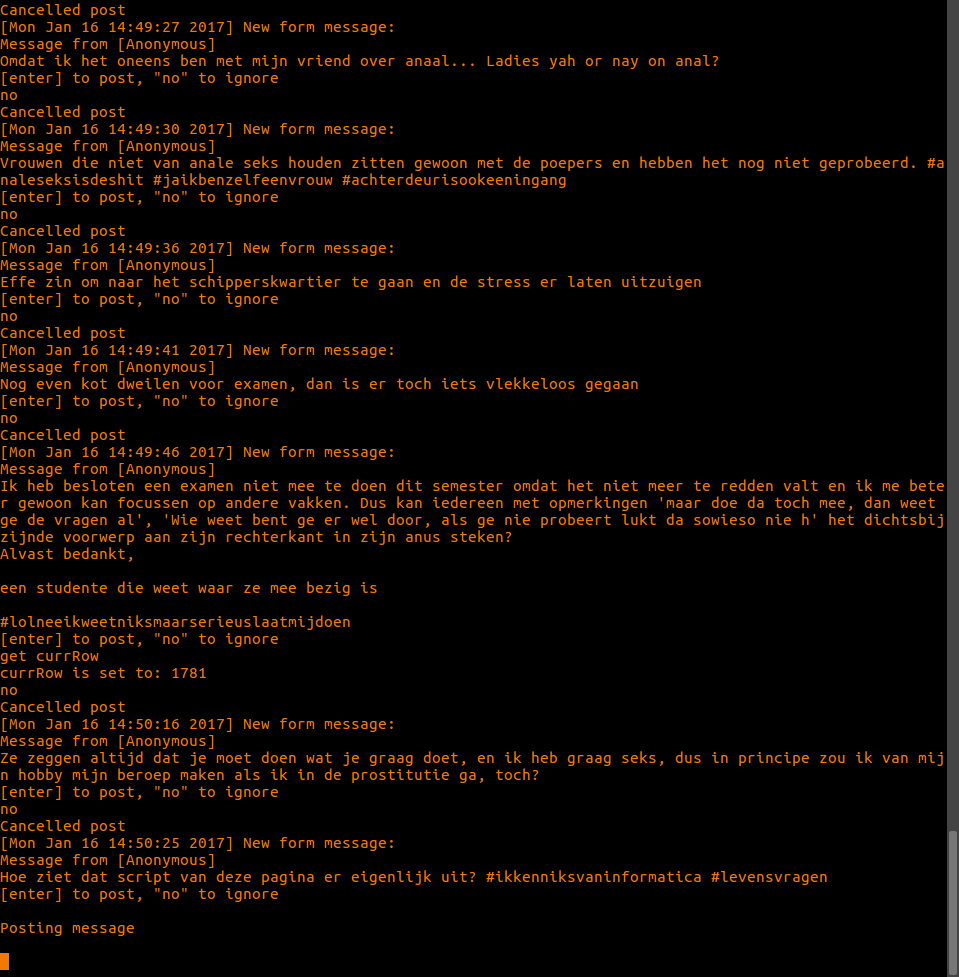 Cancelled post
[Mon Jan 16 14:49:27 2017] New form message:
Message from [Anonymous]
Omdat ik het oneens ben met mijn vriend over anaal... Ladies yah or nay on anal?
[enter] to post, "no" to ignore
no
Cancelled post
[Mon Jan 16 14:49:30 2017] New form message:
Message from [Anonymous]
Vrouwen die niet van anale seks houden zitten gewoon met de poepers en hebben het nog niet geprobeerd. #a
naleseksisdeshit #jaikbenzelfeenvrouw #achterdeurisookeeningang
[enter] to post, "no" to ignore
no
Cancelled post
[Mon Jan 16 14:49:36 2017] New form message:
Message from [Anonymous]
Effe zin om naar het schipperskwartier te gaan en de stress er laten uitzuigen
[enter] to post, "no" to ignore
no
Cancelled post
[Mon Jan 16 14:49:41 2017] New form message:
Message from [Anonymous]
Nog even kot dweilen voor examen, dan is er toch iets vlekkeloos gegaan
[enter] to post, "no" to ignore
no
Cancelled post
[Mon Jan 16 14:49:46 2017] New form message:
Message from [Anonymous]
Ik heb besloten een examen niet mee te doen dit semester omdat het niet meer te redden valt en ik me bete
r gewoon kan focussen op andere vakken. Dus kan iedereen met opmerkingen 'maar doe da toch mee, dan weet
ge de vragen al', 'Wie weet bent ge er wel door, als ge nie probeert lukt da sowieso nie h' het dichtsbij
zijnde voorwerp aan zijn rechterkant in zijn anus steken?
Alvast bedankt,
een studente die weet waar ze mee bezig is
#lolneeikweetniksmaarserieuslaatmijdoen
[enter] to post, "no" to ignore
get currRow
currRow is set to: 1781
no
Cancelled post
[Mon Jan 16 14:50:16 2017] New form message:
Message from [Anonymous]
Ze zeggen altijd dat je moet doen wat je graag doet, en ik heb graag seks, dus in principe zou ik van mij
n hobby mijn beroep maken als ik in de prostitutie ga, toch?
[enter] to post, "no" to ignore
no
Cancelled post
[Mon Jan 16 14:50:25 2017] New form message:
Message from [Anonymous]
Hoe ziet dat script van deze pagina er eigenlijk uit? #ikkenniksvaninformatica #levensvragen
[enter] to post, "no" to ignore
Posting message